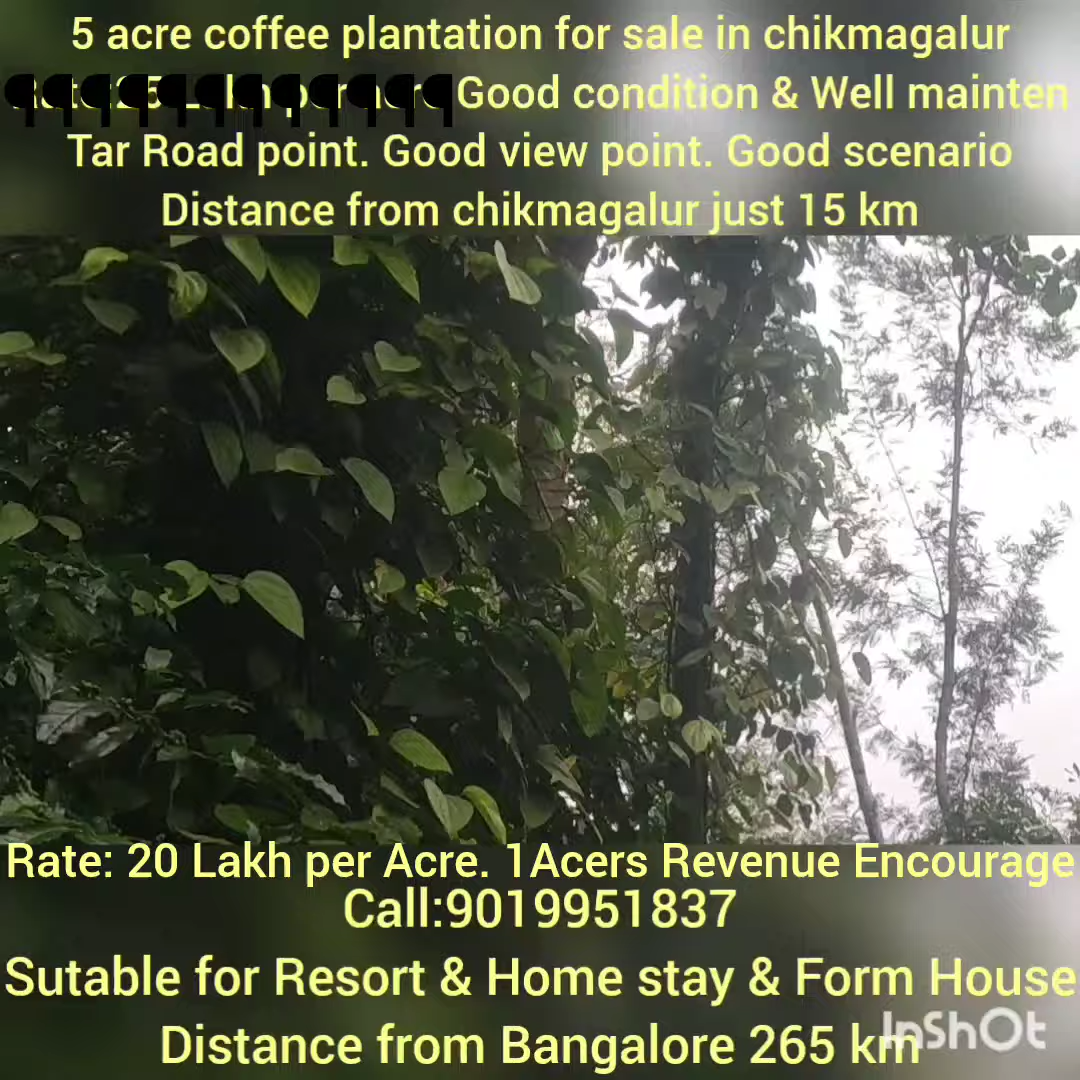 5 acre coffee plantation for sale in chikmagalur
Good condition & Well mainten
Tar Road point. Good view point. Good scenario
Distance from chikmagalur just 15 km
Rate: 20 Lakh per Acre. 1Acers Revenue Encourage
Call:9019951837
Sutable for Resort & Home stay & Form House
Distance from Bangalore 265 km
InShOt